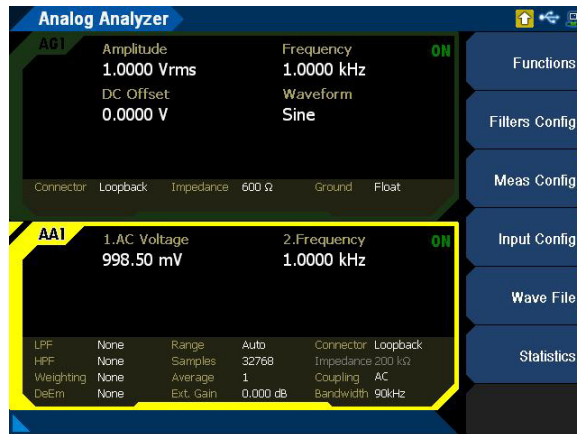 Analog Analyzer
AG1
Amplitude Frequency ON
1.0000 Vrms 1.0000 kHz
DC Offset Waveform
0.0000 V Sine
Connector Loopback Impedance 600 Ω Ground Float
AA1
1.AC Voltage 2.Frequency ON
998.50 mV 1.0000 kHz
LPF None Range Auto Connector Loopback
HPF None Samples 32768 Impedance 200 kΩ
Weighting None Average 1 Coupling AC
DeEm None Ext. Gain 0.000 dB Bandwidth 90kHz
Functions
Filters Config
Meas Config
Input Config
Wave File
Statistics